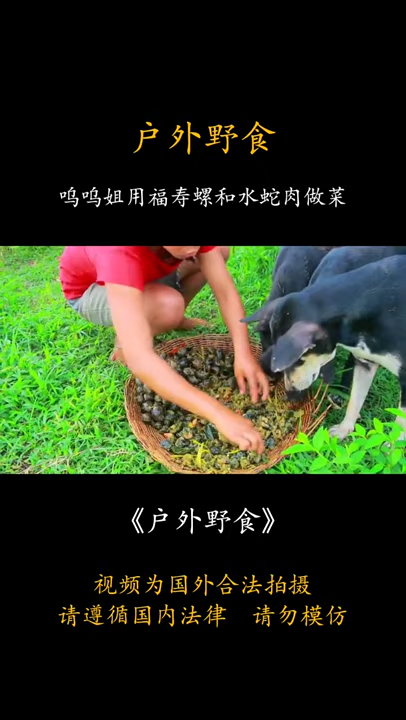 户外野食
呜呜姐用福寿螺和水蛇肉做菜
《户外野食》
视频为国外合法拍摄
请遵循国内法律 请勿模仿